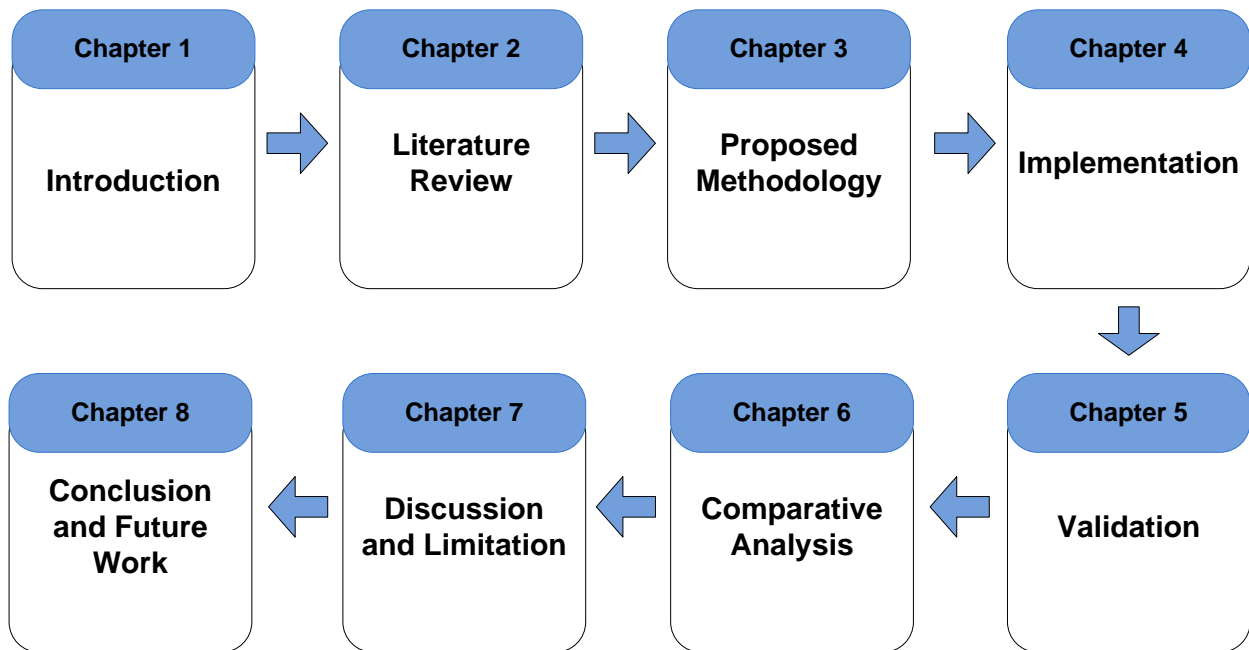 Chapter 1
Introduction
Chapter 2
Literature
Review
Chapter 3
Proposed
Methodology
Chapter 4
Implementation
Chapter 5
Validation
Chapter 6
Comparative
Analysis
Chapter 7
Discussion
and Limitation
Chapter 8
Conclusion
and Future
Work